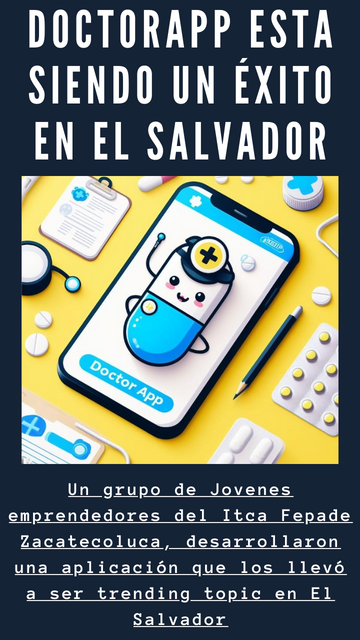 DOCTORAPP ESTA
SIENDO UN ÉXITO
EN EL SALVADOR
Doctor App
Un grupo de Jovenes
emprendedores del Itca Fepade
Zacatecoluca, desarrollaron
una aplicación que los llevó
a ser trending topic en El
Salvador